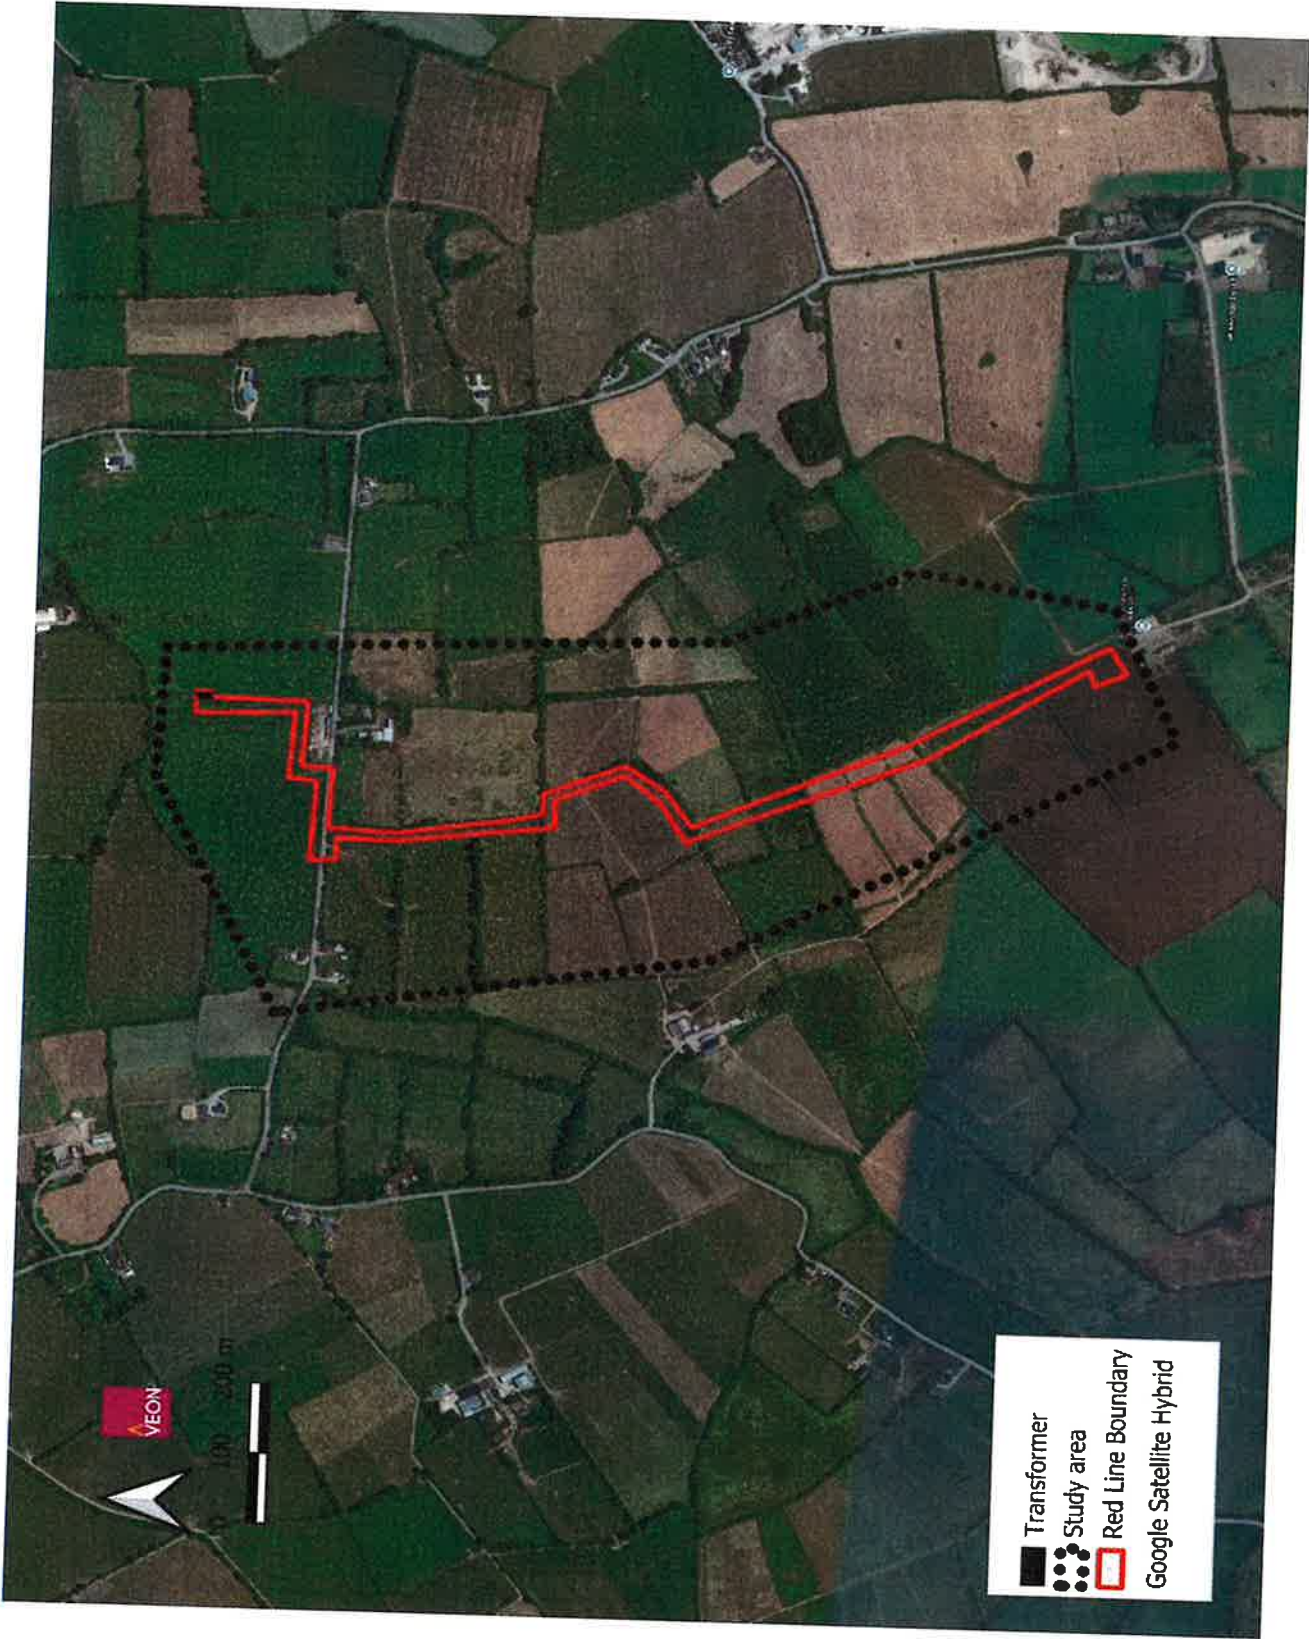 VEON
0 100 200 m
Transformer
Study area
Red Line Boundary
Google Satellite Hybrid